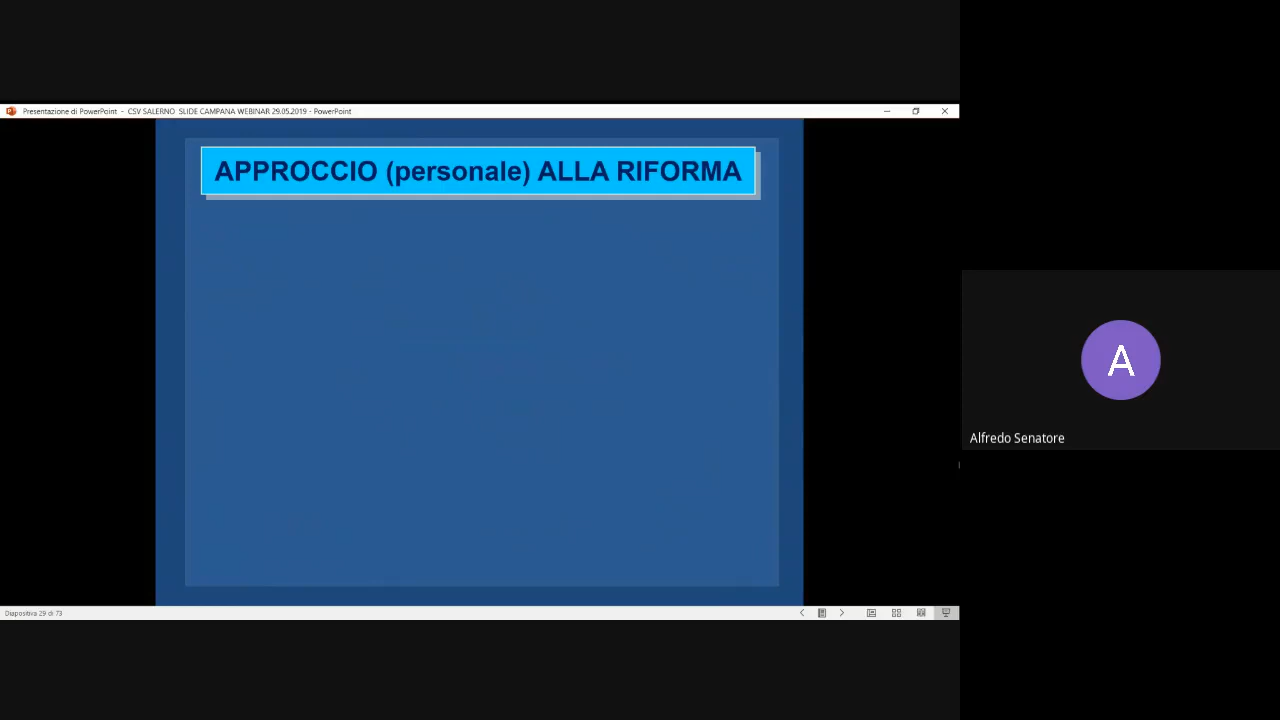 Presentazione di PowerPoint - CSV SALERNO SLIDE CAMPANA WEBINAR 29.05.2019 - PowerPoint
APPROCCIO (personale) ALLA RIFORMA
A
Alfredo Senatore
Diapositiva 29 di 73